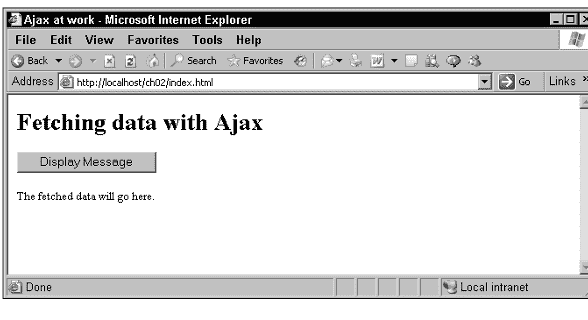 Ajax at work - Microsoft Internet Explorer
File Edit View Favorites Tools Help
Back Search Favorites
Address http://localhost/ch02/index.html Go Links »
Fetching data with Ajax
Display Message
The fetched data will go here.
Done Local intranet